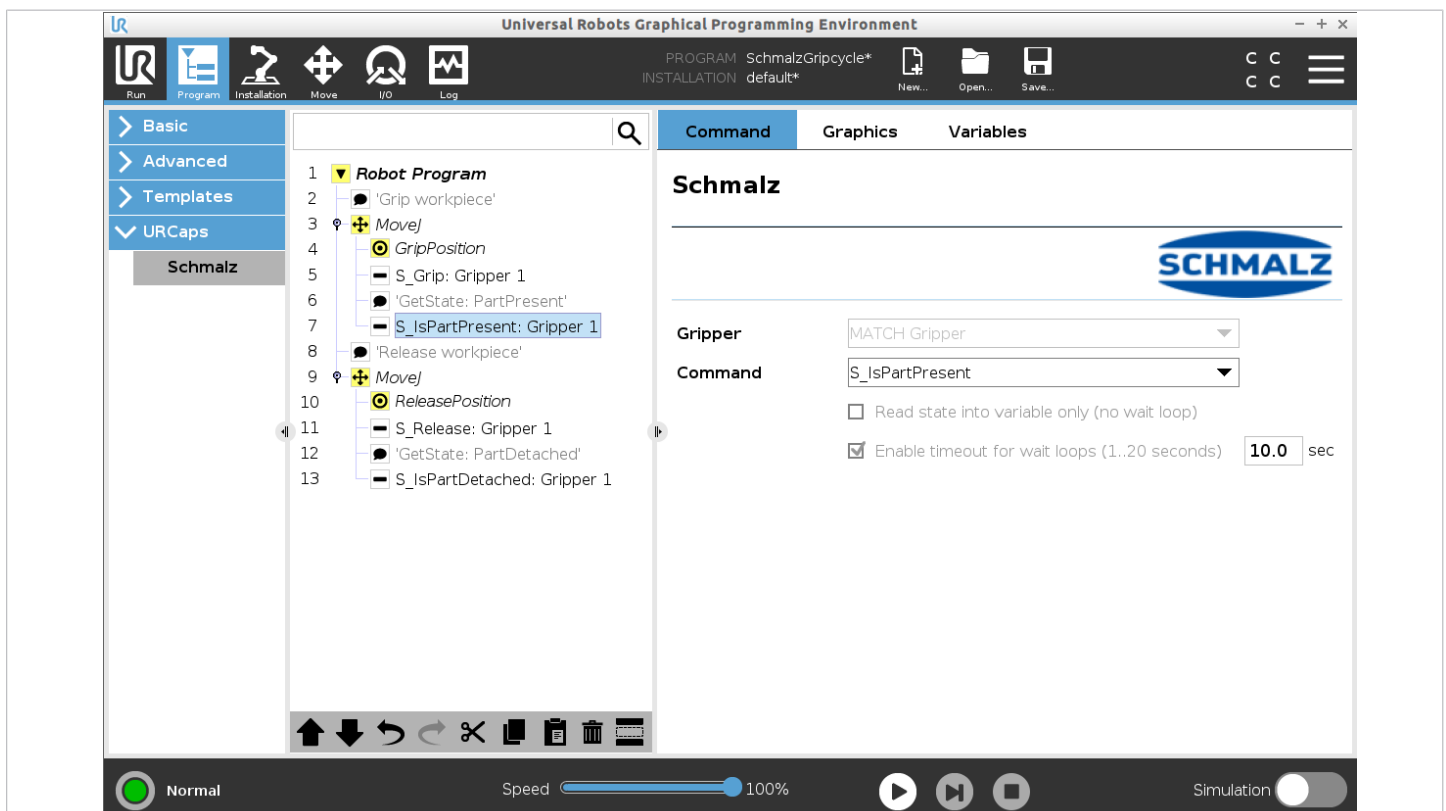 UR
Universal Robots Graphical Programming Environment
UR
Run
Program
Installation
Move
I/O
Log
PROGRAM SchmalzGripcycle*
INSTALLATION default*
New...
Open...
Save...
C C
C C
Basic
Advanced
Templates
URCaps
Schmalz
1 Robot Program
2 'Grip workpiece'
3 MoveJ
4 GripPosition
5 S_Grip: Gripper 1
6 'GetState: PartPresent'
7 S_IsPartPresent: Gripper 1
8 'Release workpiece'
9 MoveJ
10 ReleasePosition
11 S_Release: Gripper 1
12 'GetState: PartDetached'
13 S_IsPartDetached: Gripper 1
Command Graphics Variables
Schmalz
SCHMALZ
Gripper MATCH Gripper
Command S_IsPartPresent
Read state into variable only (no wait loop)
Enable timeout for wait loops (1..20 seconds) 10.0 sec
Normal
Speed 100%
Simulation